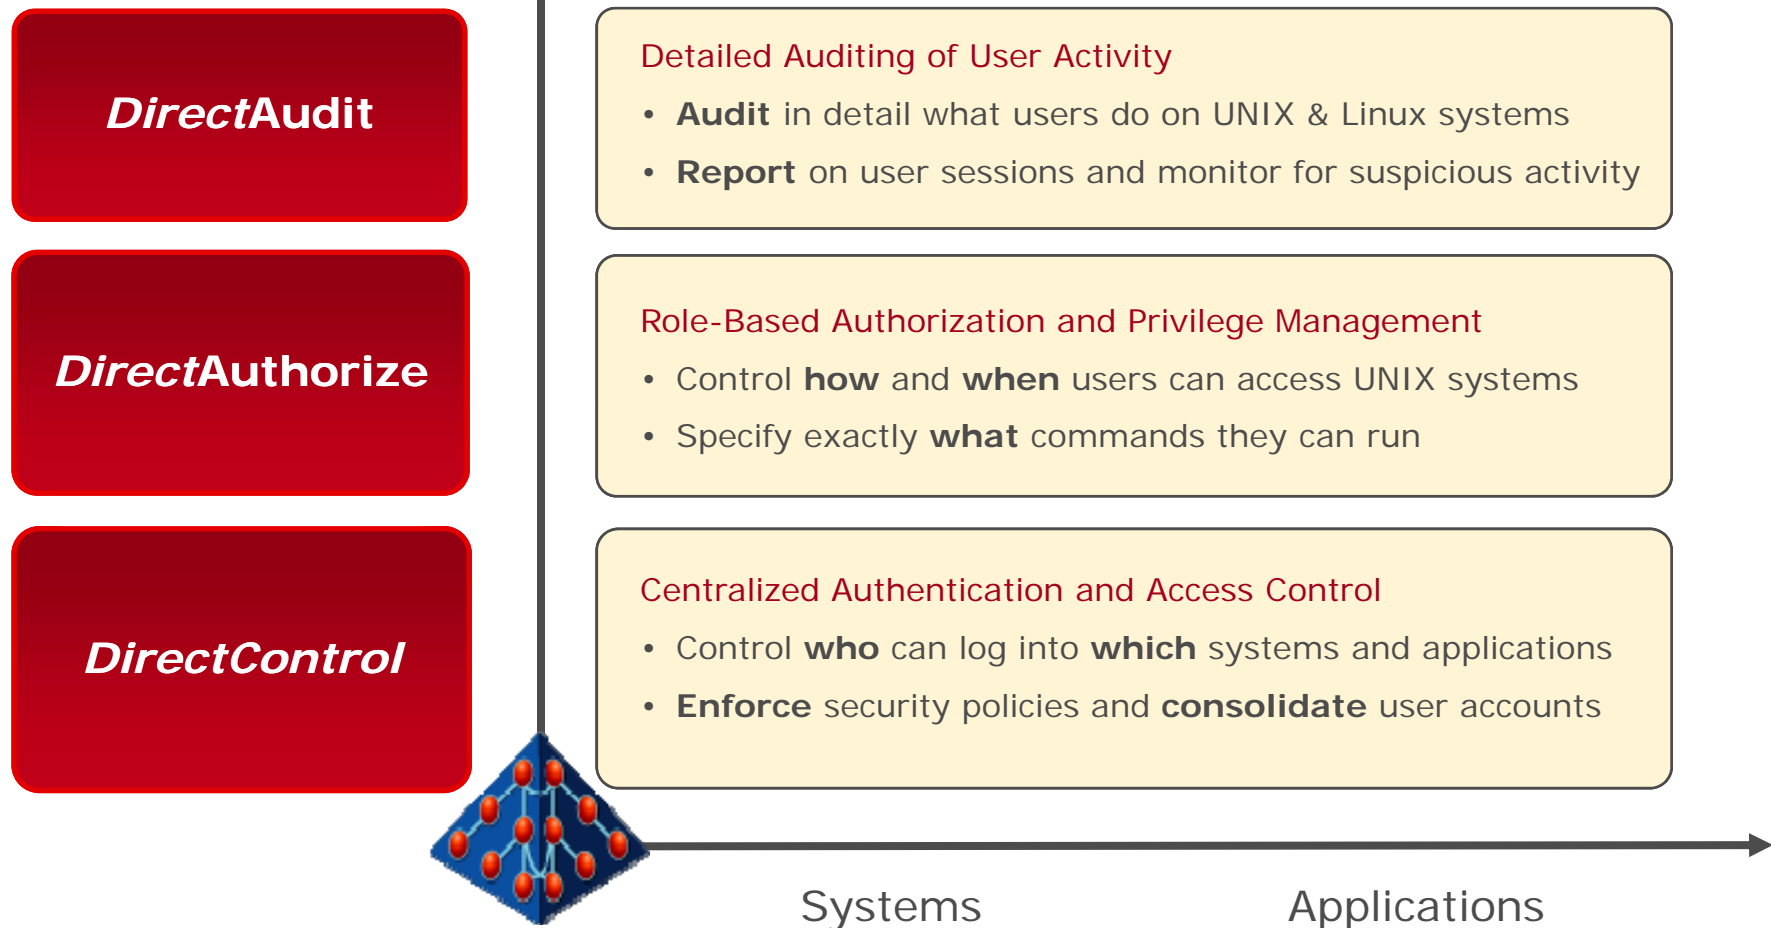 DirectAudit
Detailed Auditing of User Activity
• Audit in detail what users do on UNIX & Linux systems
• Report on user sessions and monitor for suspicious activity
DirectAuthorize
Role-Based Authorization and Privilege Management
• Control how and when users can access UNIX systems
• Specify exactly what commands they can run
DirectControl
Centralized Authentication and Access Control
• Control who can log into which systems and applications
• Enforce security policies and consolidate user accounts
Systems
Applications